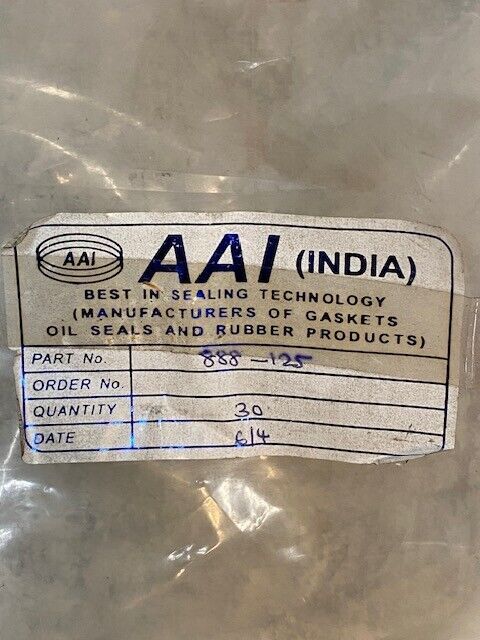 AAI
AAI (INDIA)
BEST IN SEALING TECHNOLOGY
(MANUFACTURERS OF GASKETS
OIL SEALS AND RUBBER PRODUCTS)
PART No. 888-125
ORDER No.
QUANTITY 30
DATE 6/4